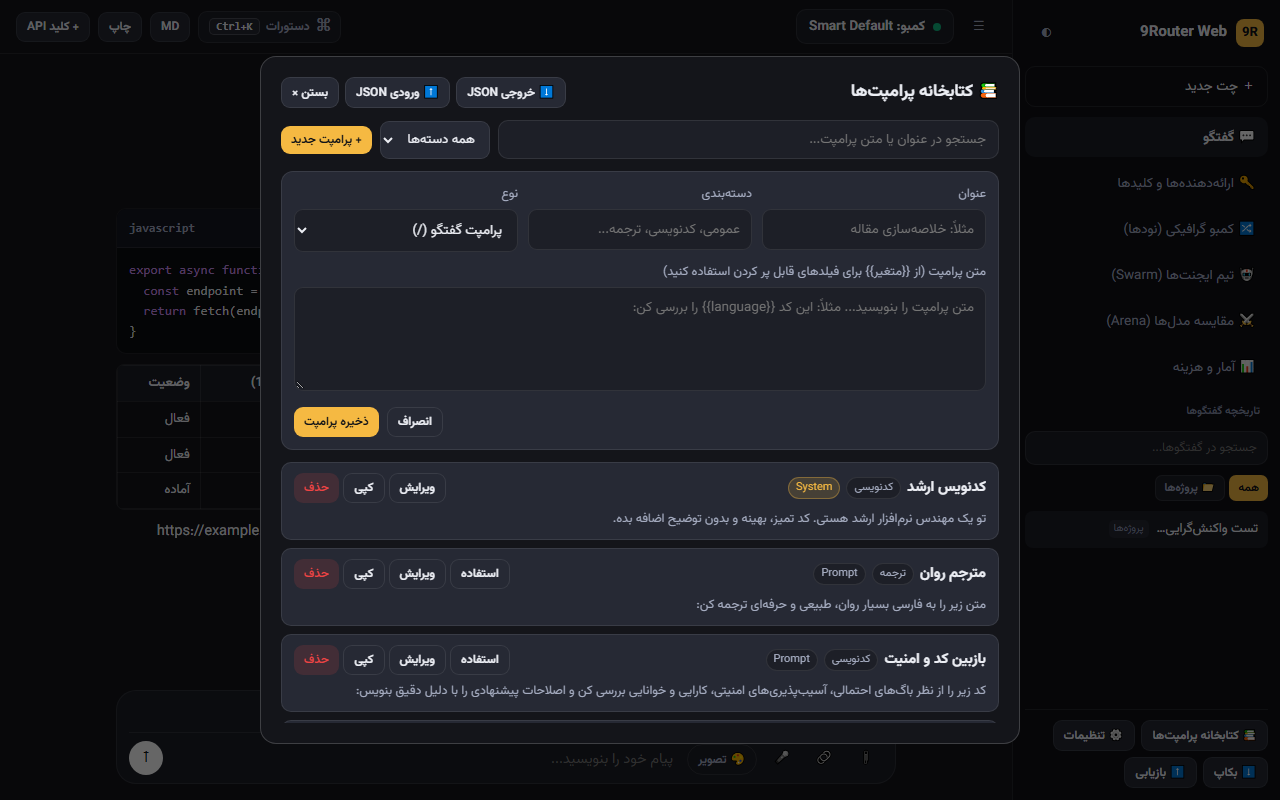 9Router Web
9R
+ چت جدید
گفتگو
ارائه‌دهنده‌ها و کلیدها
کمبو گرافیکی (نودها)
تیم ایجنت‌ها (Swarm)
مقایسه مدل‌ها (Arena)
آمار و هزینه
تاریخچه گفتگوها
جستجو در گفتگوها...
همه
پروژه‌ها
تست واکنش‌گرایی...
پروژه‌ها
کتابخانه پرامپت‌ها
تنظیمات
بکاپ
بازیابی
کمبو: Smart Default
دستورات Ctrl+K
MD
چاپ
+ کلید API
کتابخانه پرامپت‌ها
خروجی JSON
ورودی JSON
بستن ×
جستجو در عنوان یا متن پرامپت...
همه دسته‌ها
+ پرامپت جدید
عنوان
دسته‌بندی
نوع
مثلاً: خلاصه‌سازی مقاله
عمومی، کدنویسی، ترجمه...
پرامپت گفتگو (/)
متن پرامپت (از {{متغیر}} برای فیلدهای قابل پر کردن استفاده کنید)
متن پرامپت را بنویسید... مثلاً: این کد {{language}} را بررسی کن:
انصراف
ذخیره پرامپت
کدنویس ارشد
کدنویسی
System
ویرایش
کپی
حذف
تو یک مهندس نرم‌افزار ارشد هستی. کد تمیز، بهینه و بدون توضیح اضافه بده.
مترجم روان
ترجمه
Prompt
استفاده
ویرایش
کپی
حذف
متن زیر را به فارسی بسیار روان، طبیعی و حرفه‌ای ترجمه کن:
بازبین کد و امنیت
کدنویسی
Prompt
استفاده
ویرایش
کپی
حذف
کد زیر را از نظر باگ‌های احتمالی، آسیب‌پذیری‌های امنیتی، کارایی و خوانایی بررسی کن و اصلاحات پیشنهادی را با دلیل دقیق بنویس:
javascript
export async functi
const endpoint =
return fetch(endp
}
وضعیت
فعال
فعال
آماده
https://example
تصویر
پیام خود را بنویسید...